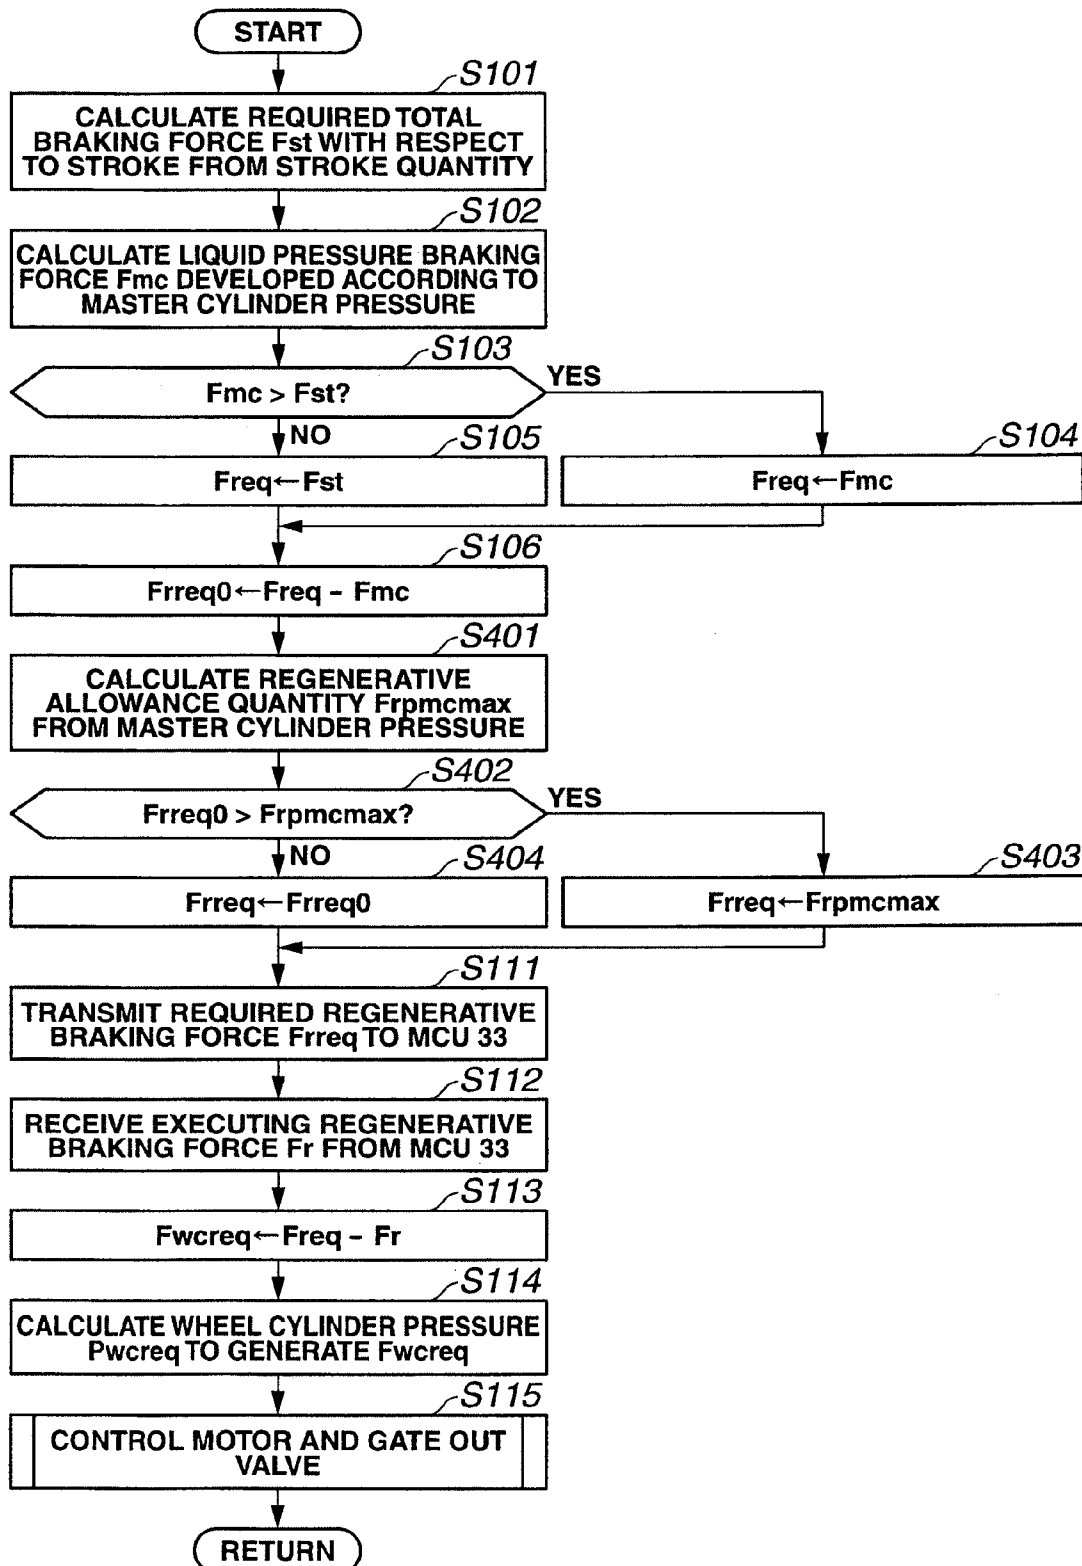 START
S101
CALCULATE REQUIRED TOTAL
BRAKING FORCE Fst WITH RESPECT
TO STROKE FROM STROKE QUANTITY
S102
CALCULATE LIQUID PRESSURE BRAKING
FORCE Fmc DEVELOPED ACCORDING TO
MASTER CYLINDER PRESSURE
S103
Fmc > Fst?
YES
NO
S105
Freq←Fst
S104
Freq←Fmc
S106
Frreq0←Freq – Fmc
S401
CALCULATE REGENERATIVE
ALLOWANCE QUANTITY Frpmcmax
FROM MASTER CYLINDER PRESSURE
S402
Frreq0 > Frpmcmax?
YES
NO
S404
Frreq←Frreq0
S403
Frreq←Frpmcmax
S111
TRANSMIT REQUIRED REGENERATIVE
BRAKING FORCE Frreq TO MCU 33
S112
RECEIVE EXECUTING REGENERATIVE
BRAKING FORCE Fr FROM MCU 33
S113
Fwcreq←Freq – Fr
S114
CALCULATE WHEEL CYLINDER PRESSURE
Pwcreq TO GENERATE Fwcreq
S115
CONTROL MOTOR AND GATE OUT
VALVE
RETURN